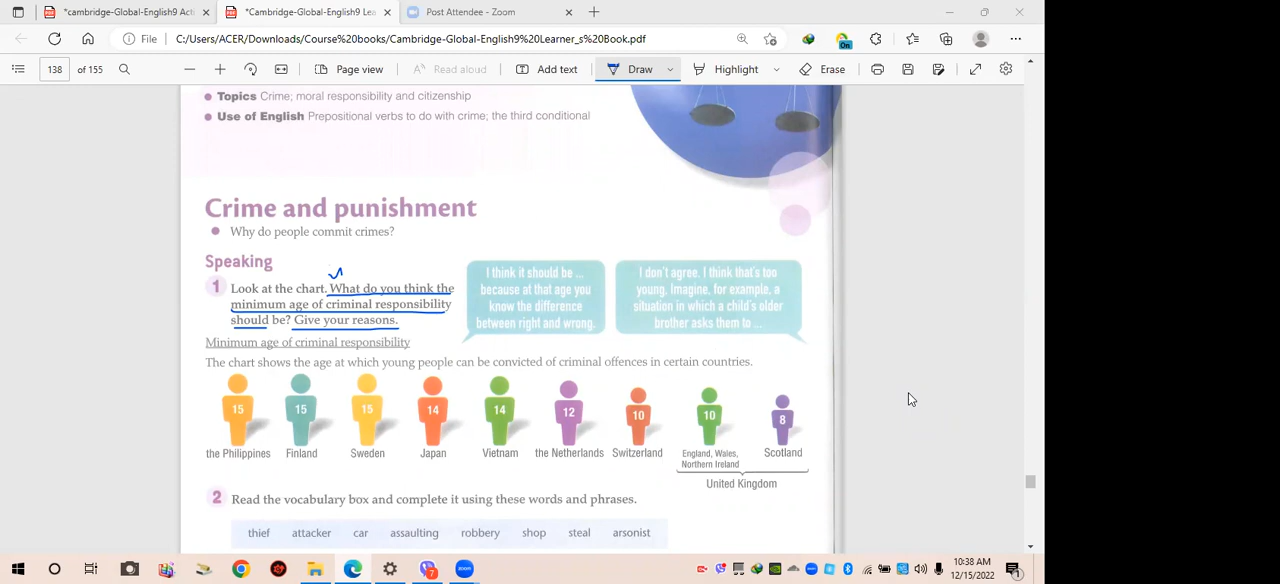 *cambridge-Global-English9 Acti
*Cambridge-Global-English9 Lea
Post Attendee - Zoom
File
C:/Users/ACER/Downloads/Course%20books/Cambridge-Global-English9%20Learner_s%20Book.pdf
On
138 of 155
Page view
Read aloud
Add text
Draw
Highlight
Erase
Topics Crime; moral responsibility and citizenship
Use of English Prepositional verbs to do with crime; the third conditional
Crime and punishment
Why do people commit crimes?
Speaking
1 Look at the chart. What do you think the
minimum age of criminal responsibility
should be? Give your reasons.
I think it should be ...
because at that age you
know the difference
between right and wrong.
I don't agree. I think that's too
young. Imagine, for example, a
situation in which a child's older
brother asks them to ...
Minimum age of criminal responsibility
The chart shows the age at which young people can be convicted of criminal offences in certain countries.
15 15 15 14 14 12 10 10 8
the Philippines Finland Sweden Japan Vietnam the Netherlands Switzerland England, Wales, Scotland
Northern Ireland
United Kingdom
2 Read the vocabulary box and complete it using these words and phrases.
thief attacker car assaulting robbery shop steal arsonist
7
10:38 AM
12/15/2022
1